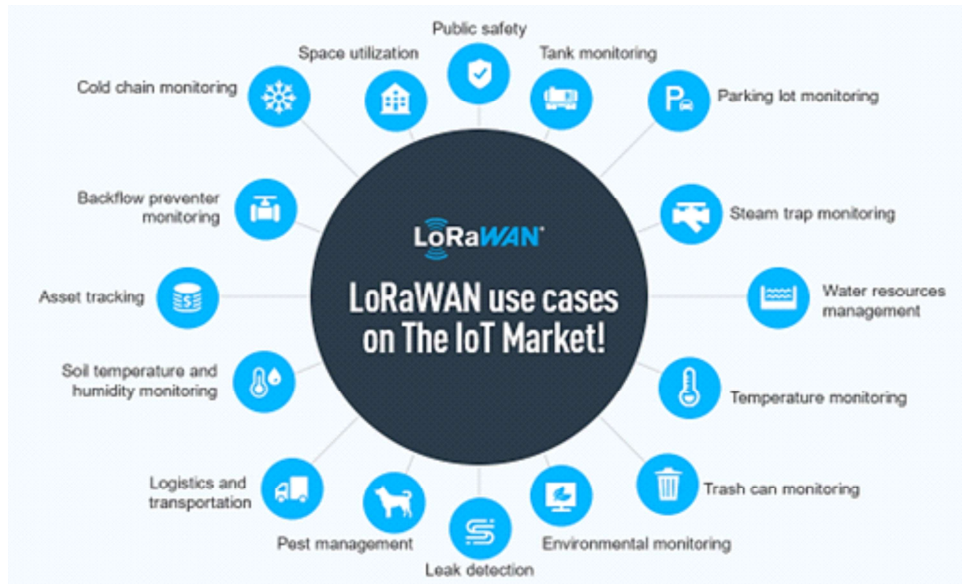 Public safety
Space utilization
Tank monitoring
Cold chain monitoring
Parking lot monitoring
Backflow preventer
monitoring
Steam trap monitoring
LoRaWAN®
LoRaWAN use cases
on The IoT Market!
Asset tracking
Water resources
management
Soil temperature and
humidity monitoring
Temperature monitoring
Logistics and
transportation
Trash can monitoring
Pest management
Environmental monitoring
Leak detection
P
$